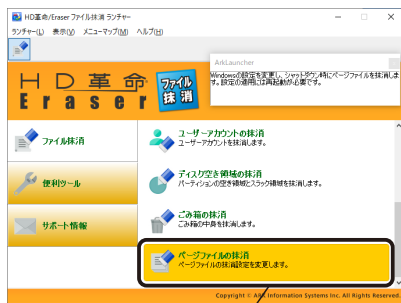 HD革命/Eraser ファイル抹消 ランチャー
ランチャー(L) 表示(V) メニューマップ(M) ヘルプ(H)
ArkLauncher
Windowsの設定を変更し、シャットダウン時にページファイルを抹消しま
す。設定の適用には再起動が必要です。
HD革命
Eraser
ファイル
抹消
ファイル抹消
便利ツール
サポート情報
ユーザーアカウントの抹消
ユーザーアカウントを抹消します。
ディスク空き領域の抹消
パーティションの空き領域とスラック領域を抹消します。
ごみ箱の抹消
ごみ箱の中身を抹消します。
ページファイルの抹消
ページファイルの抹消設定を変更します。
Copyright © ARK Information Systems Inc. All Rights Reserved.